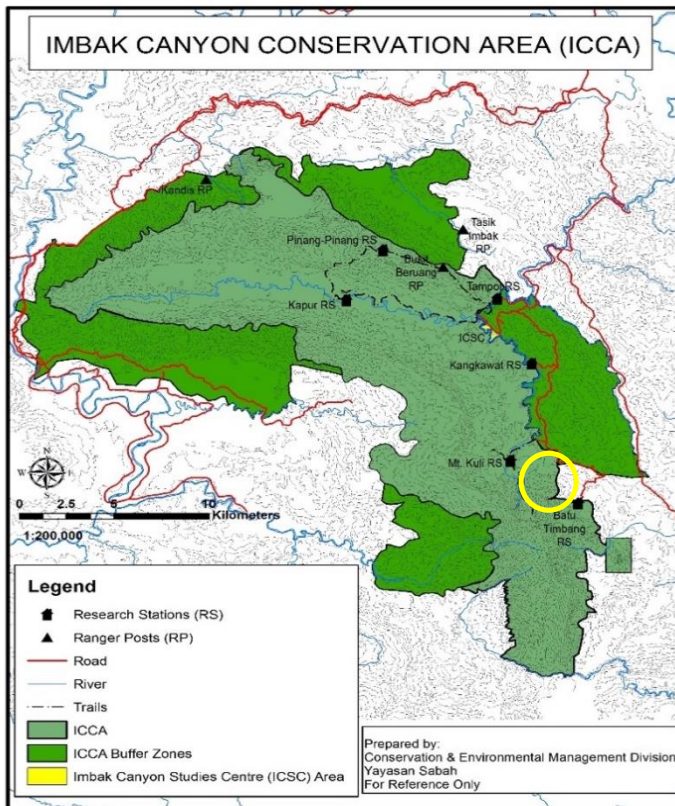 IMBAK CANYON CONSERVATION AREA (ICCA)
Kandis RP
Tasik
Imbak
RP
Pinang-Pinang RS
Bukit
Beruang
RP
Tampoi RS
Kapur RS
ICSC
Kangkawat RS
Mt. Kuli RS
Batu
Timbang
RS
N
W
E
S
0 2.5 5 10
Kilometers
1:200,000
Legend
Research Stations (RS)
Ranger Posts (RP)
Road
River
Trails
ICCA
ICCA Buffer Zones
Imbak Canyon Studies Centre (ICSC) Area
Prepared by:
Conservation & Environmental Management Division
Yayasan Sabah
For Reference Only